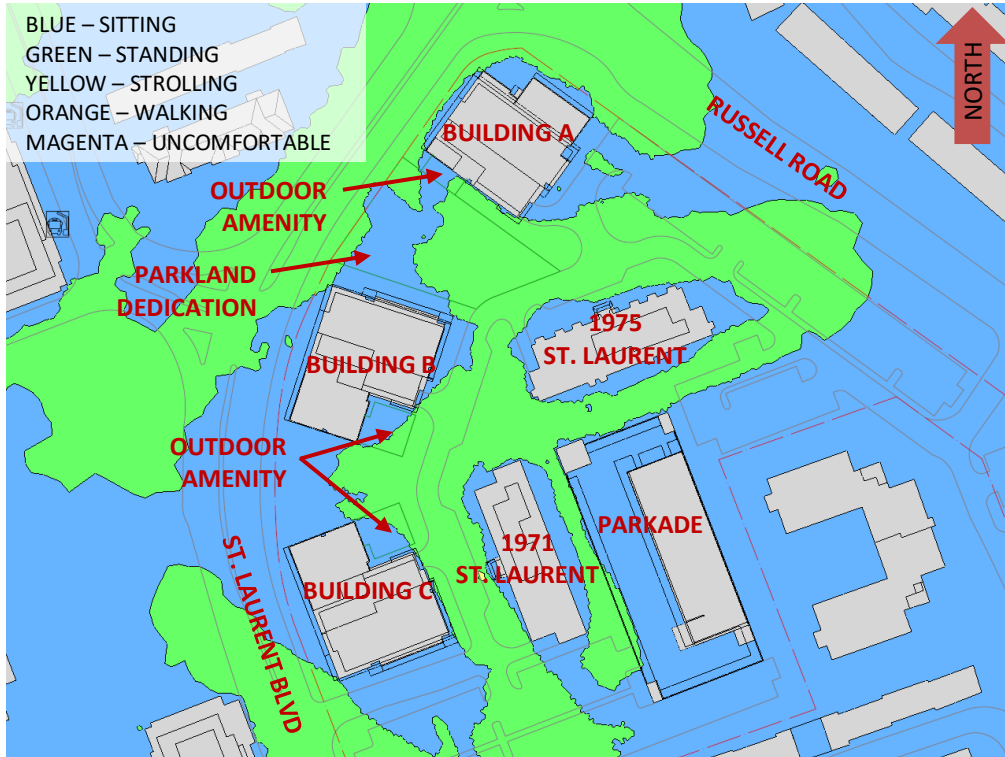 BLUE – SITTING
GREEN – STANDING
YELLOW – STROLLING
ORANGE – WALKING
MAGENTA – UNCOMFORTABLE
NORTH
BUILDING A
RUSSELL ROAD
OUTDOOR
AMENITY
PARKLAND
DEDICATION
1975
ST. LAURENT
BUILDING B
OUTDOOR
AMENITY
PARKADE
1971
ST. LAURENT
BUILDING C
ST. LAURENT BLVD